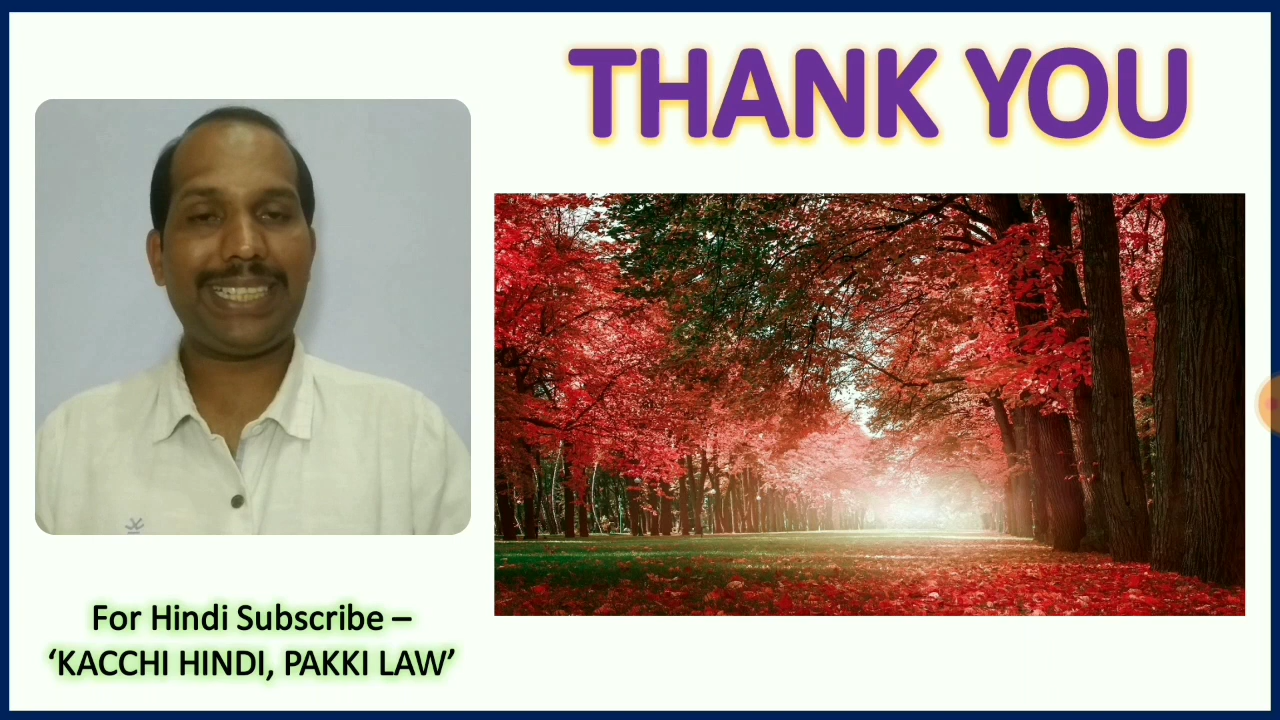 THANK YOU
For Hindi Subscribe –
‘KACCHI HINDI, PAKKI LAW’